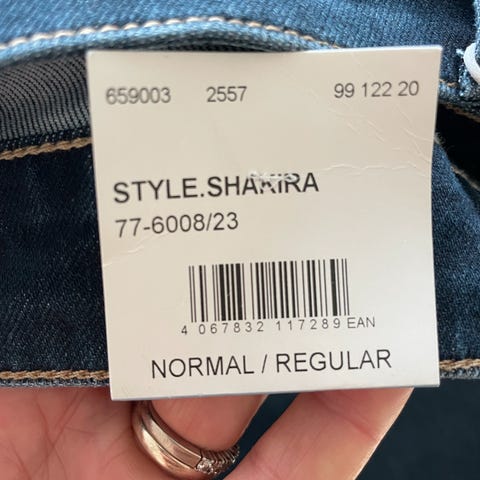 659003 2557 99 122 20
STYLE.SHAKIRA
77-6008/23
4 067832 117289 EAN
NORMAL / REGULAR